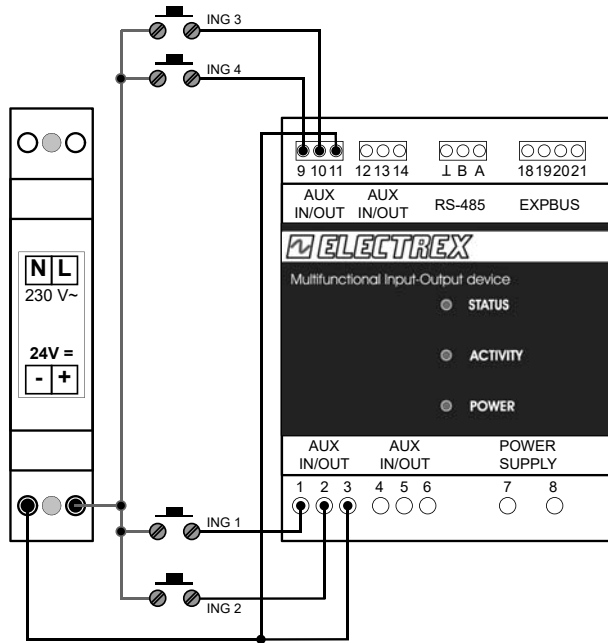 ING 3
ING 4
9 10 11 12 13 14 ⊥ B A 18 19 20 21
AUX IN/OUT
AUX IN/OUT
RS-485
EXPBUS
ELECTREX
Multifunctional Input-Output device
STATUS
ACTIVITY
POWER
N L
230 V~
24V =
- +
AUX IN/OUT
AUX IN/OUT
POWER SUPPLY
1 2 3 4 5 6 7 8
ING 1
ING 2